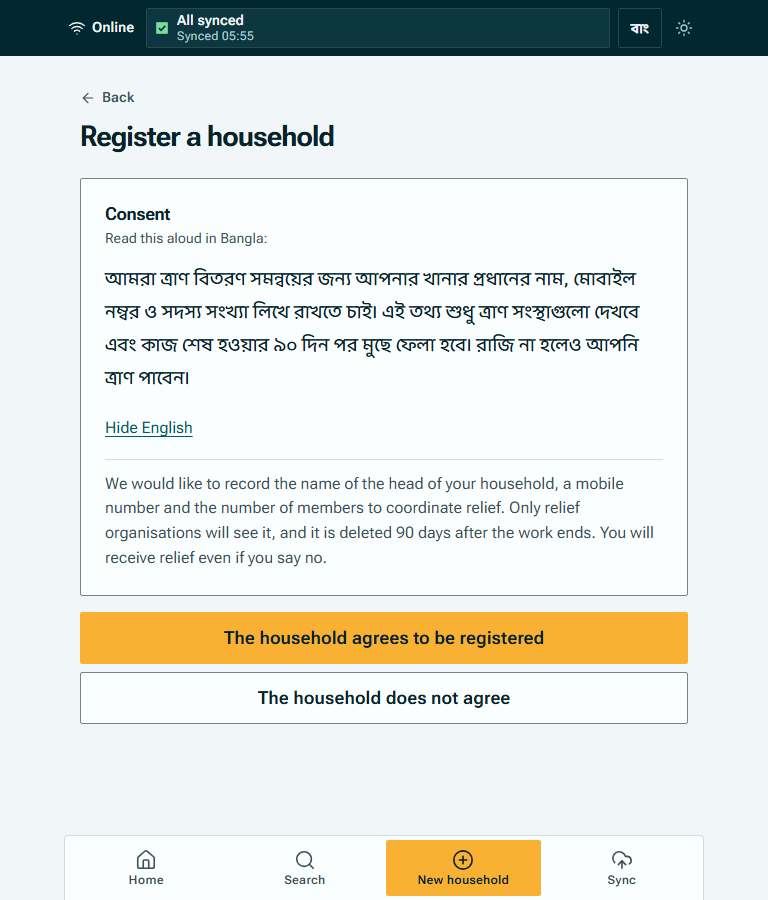 Online
All synced
Synced 05:55
বাং
Back
Register a household
Consent
Read this aloud in Bangla:
আমরা ত্রাণ বিতরণ সমন্বয়ের জন্য আপনার খানার প্রধানের নাম, মোবাইল
নম্বর ও সদস্য সংখ্যা লিখে রাখতে চাই। এই তথ্য শুধু ত্রাণ সংস্থাগুলো দেখবে
এবং কাজ শেষ হওয়ার ৯০ দিন পর মুছে ফেলা হবে। রাজি না হলেও আপনি
ত্রাণ পাবেন।
Hide English
We would like to record the name of the head of your household, a mobile
number and the number of members to coordinate relief. Only relief
organisations will see it, and it is deleted 90 days after the work ends. You will
receive relief even if you say no.
The household agrees to be registered
The household does not agree
Home
Search
New household
Sync